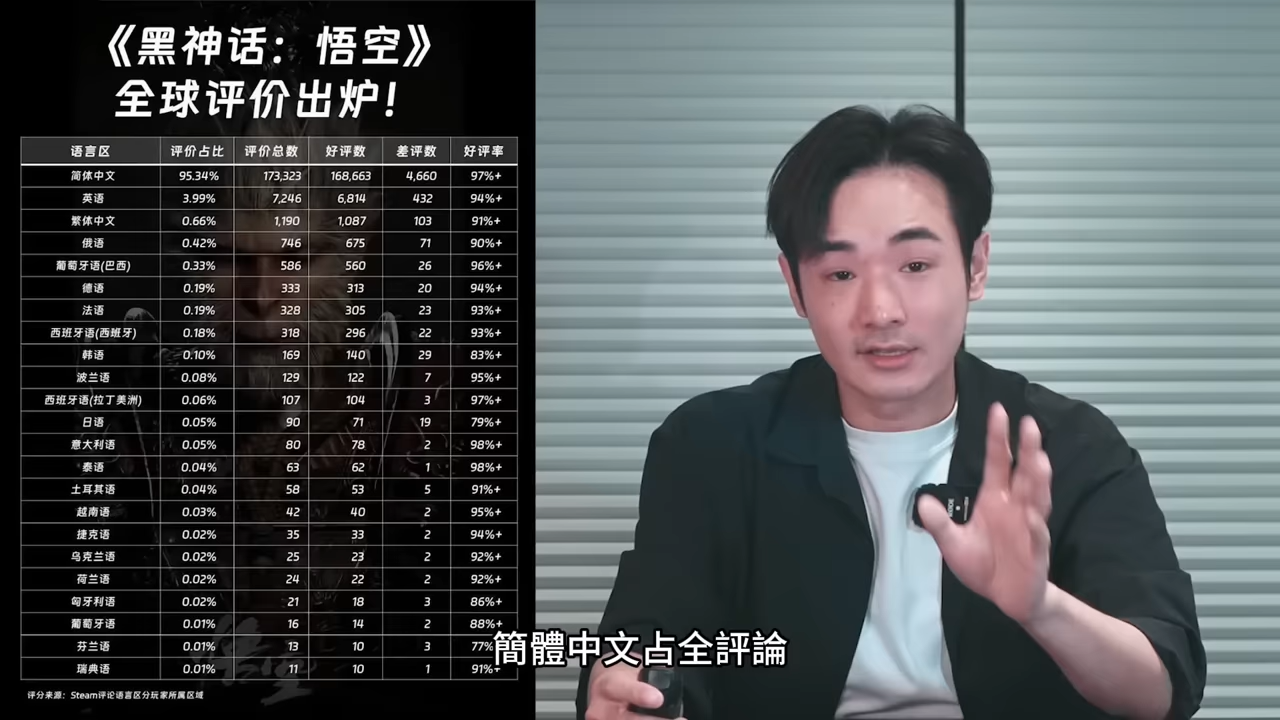 《黑神话：悟空》
全球评价出炉！
语言区 评价占比 评价总数 好评数 差评数 好评率
简体中文 95.34% 173,323 168,663 4,660 97%+
英语 3.99% 7,246 6,814 432 94%+
繁体中文 0.66% 1,190 1,087 103 91%+
俄语 0.42% 746 675 71 90%+
葡萄牙语(巴西) 0.33% 586 560 26 96%+
德语 0.19% 333 313 20 94%+
法语 0.19% 328 305 23 93%+
西班牙语(西班牙) 0.18% 318 296 22 93%+
韩语 0.10% 169 140 29 83%+
波兰语 0.08% 129 122 7 95%+
西班牙语(拉丁美洲) 0.06% 107 104 3 97%+
日语 0.05% 90 71 19 79%+
意大利语 0.05% 80 78 2 98%+
泰语 0.04% 63 62 1 98%+
土耳其语 0.04% 58 53 5 91%+
越南语 0.03% 42 40 2 95%+
捷克语 0.02% 35 33 2 94%+
乌克兰语 0.02% 25 23 2 92%+
荷兰语 0.02% 24 22 2 92%+
匈牙利语 0.02% 21 18 3 86%+
葡萄牙语 0.01% 16 14 2 88%+
芬兰语 0.01% 13 10 3 77%
瑞典语 0.01% 11 10 1 91%+
评分来源：Steam评论语言区分玩家所属区域
簡體中文占全評論